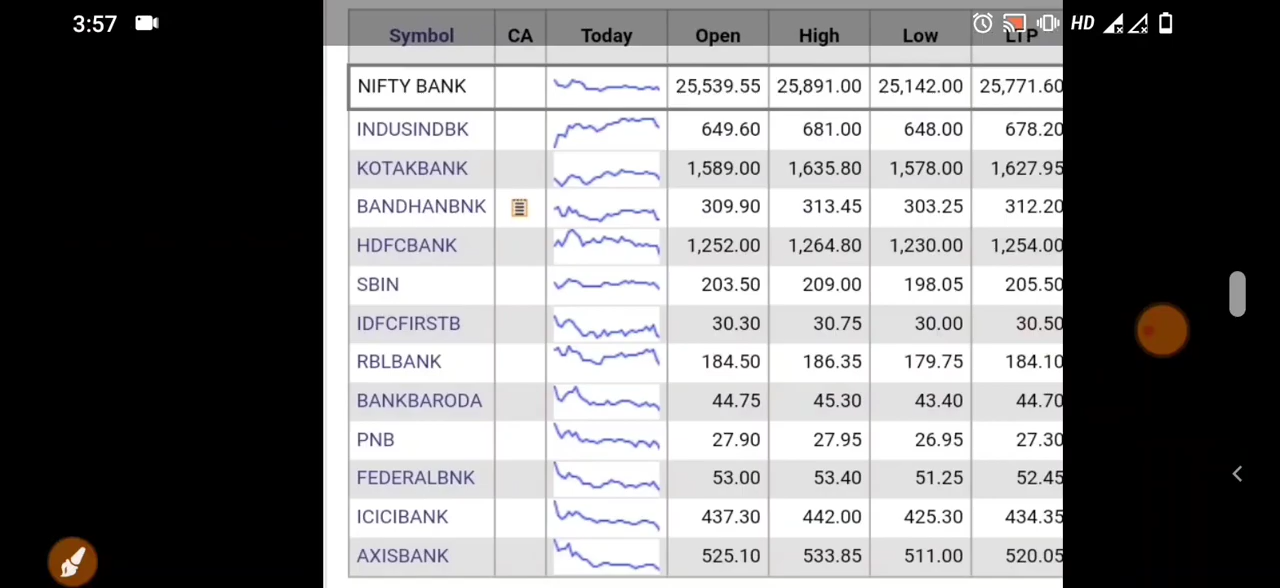 3:57
HD
Symbol CA Today Open High Low LTP
NIFTY BANK 25,539.55 25,891.00 25,142.00 25,771.60
INDUSINDBK 649.60 681.00 648.00 678.20
KOTAKBANK 1,589.00 1,635.80 1,578.00 1,627.95
BANDHANBNK 309.90 313.45 303.25 312.20
HDFCBANK 1,252.00 1,264.80 1,230.00 1,254.00
SBIN 203.50 209.00 198.05 205.50
IDFCFIRSTB 30.30 30.75 30.00 30.50
RBLBANK 184.50 186.35 179.75 184.10
BANKBARODA 44.75 45.30 43.40 44.70
PNB 27.90 27.95 26.95 27.30
FEDERALBNK 53.00 53.40 51.25 52.45
ICICIBANK 437.30 442.00 425.30 434.35
AXISBANK 525.10 533.85 511.00 520.05